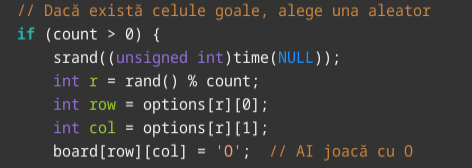 // Dacă există celule goale, alege una aleator
if (count > 0) {
srand((unsigned int)time(NULL));
int r = rand() % count;
int row = options[r][0];
int col = options[r][1];
board[row][col] = 'O';  // AI joacă cu O